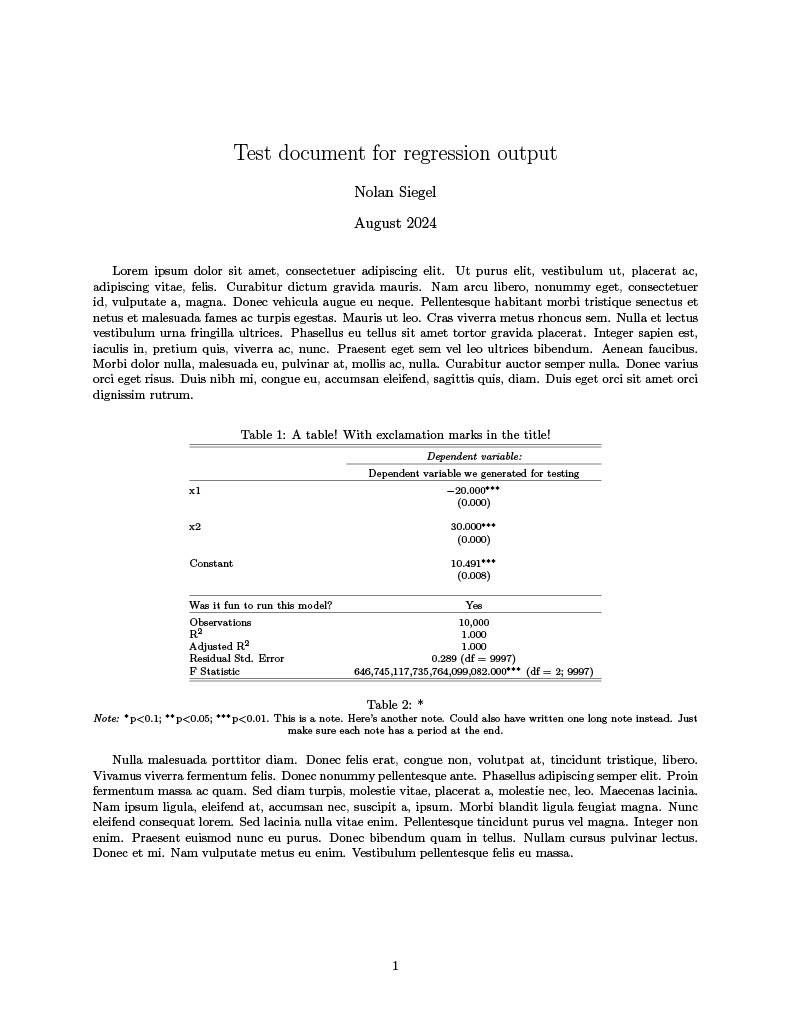 Test document for regression output
Nolan Siegel
August 2024
Lorem ipsum dolor sit amet, consectetuer adipiscing elit. Ut purus elit, vestibulum ut, placerat ac,
adipiscing vitae, felis. Curabitur dictum gravida mauris. Nam arcu libero, nonummy eget, consectetuer
id, vulputate a, magna. Donec vehicula augue eu neque. Pellentesque habitant morbi tristique senectus et
netus et malesuada fames ac turpis egestas. Mauris ut leo. Cras viverra metus rhoncus sem. Nulla et lectus
vestibulum urna fringilla ultrices. Phasellus eu tellus sit amet tortor gravida placerat. Integer sapien est,
iaculis in, pretium quis, viverra ac, nunc. Praesent eget sem vel leo ultrices bibendum. Aenean faucibus.
Morbi dolor nulla, malesuada eu, pulvinar at, mollis ac, nulla. Curabitur auctor semper nulla. Donec varius
orci eget risus. Duis nibh mi, congue eu, accumsan eleifend, sagittis quis, diam. Duis eget orci sit amet orci
dignissim rutrum.
Table 1: A table! With exclamation marks in the title!
Dependent variable:
Dependent variable we generated for testing
x1 −20.000***
(0.000)
x2 30.000***
(0.000)
Constant 10.491***
(0.008)
Was it fun to run this model? Yes
Observations 10,000
R² 1.000
Adjusted R² 1.000
Residual Std. Error 0.289 (df = 9997)
F Statistic 646,745,117,735,764,099,082.000*** (df = 2; 9997)
Table 2: *
Note: *p<0.1; **p<0.05; ***p<0.01. This is a note. Here's another note. Could also have written one long note instead. Just
make sure each note has a period at the end.
Nulla malesuada porttitor diam. Donec felis erat, congue non, volutpat at, tincidunt tristique, libero.
Vivamus viverra fermentum felis. Donec nonummy pellentesque ante. Phasellus adipiscing semper elit. Proin
fermentum massa ac quam. Sed diam turpis, molestie vitae, placerat a, molestie nec, leo. Maecenas lacinia.
Nam ipsum ligula, eleifend at, accumsan nec, suscipit a, ipsum. Morbi blandit ligula feugiat magna. Nunc
eleifend consequat lorem. Sed lacinia nulla vitae enim. Pellentesque tincidunt purus vel magna. Integer non
enim. Praesent euismod nunc eu purus. Donec bibendum quam in tellus. Nullam cursus pulvinar lectus.
Donec et mi. Nam vulputate metus eu enim. Vestibulum pellentesque felis eu massa.
1